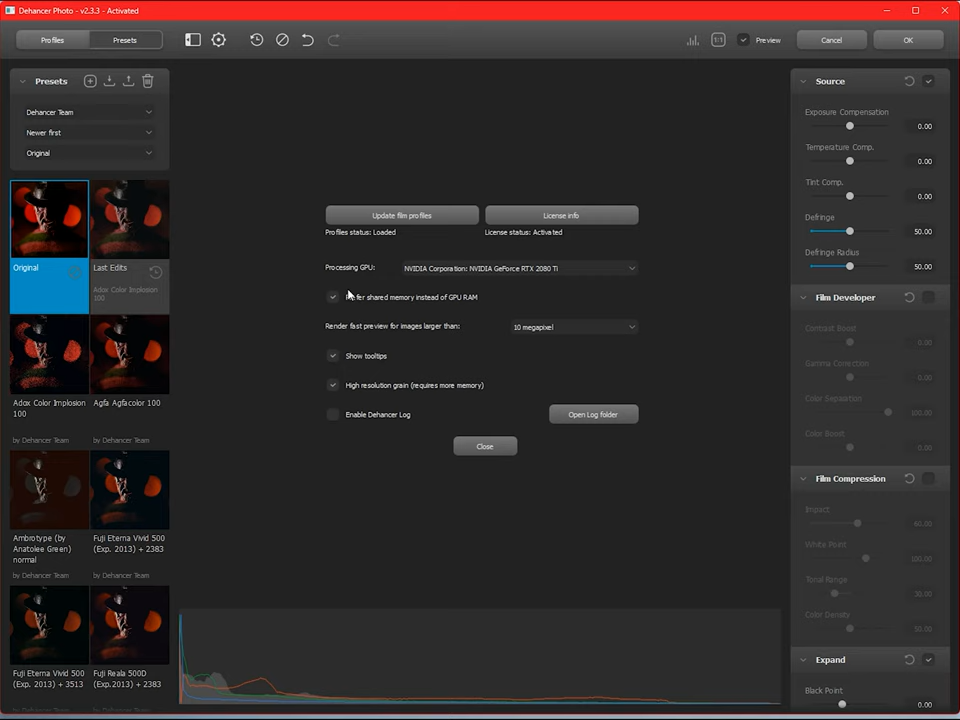 Dehancer Photo - v2.3.3 - Activated
Profiles
Presets
1:1
Preview
Cancel
OK
Presets
Dehancer Team
Newer first
Original
Original
Last Edits
Adox Color Implosion
100
Adox Color Implosion
100
by Dehancer Team
Agfa Agfacolor 100
by Dehancer Team
Ambrotype (by
Anatolee Green)
normal
by Dehancer Team
Fuji Eterna Vivid 500
(Exp. 2013) + 2383
by Dehancer Team
Fuji Eterna Vivid 500
(Exp. 2013) + 3513
by Dehancer Team
Fuji Reala 500D
(Exp.2013) + 2383
by Dehancer Team
Update film profiles
License info
Profiles status: Loaded
License status: Activated
Processing GPU:
NVIDIA Corporation: NVIDIA GeForce RTX 2080 Ti
Prefer shared memory instead of GPU RAM
Render fast preview for images larger than:
10 megapixel
Show tooltips
High resolution grain (requires more memory)
Enable Dehancer Log
Open Log folder
Close
Source
Exposure Compensation
0.00
Temperature Comp.
0.00
Tint Comp.
0.00
Defringe
50.00
Defringe Radius
50.00
Film Developer
Contrast Boost
0.00
Gamma Correction
0.00
Color Separation
100.00
Color Boost
0.00
Film Compression
Impact
60.00
White Point
100.00
Tonal Range
30.00
Color Density
50.00
Expand
Black Point
0.00